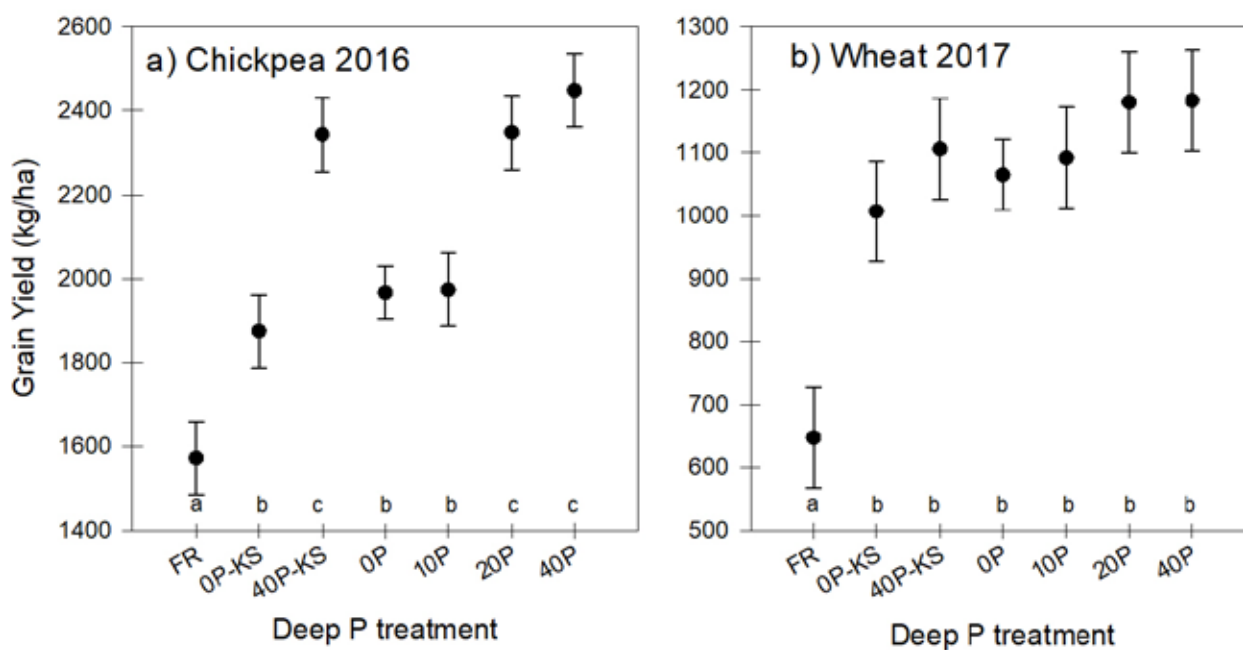 a) Chickpea 2016
Grain Yield (kg/ha)
2600
2400
2200
2000
1800
1600
1400
a b c b b c c
FR 0P-KS 40P-KS 0P 10P 20P 40P
Deep P treatment
b) Wheat 2017
1300
1200
1100
1000
900
800
700
600
500
a b b b b b b
FR 0P-KS 40P-KS 0P 10P 20P 40P
Deep P treatment